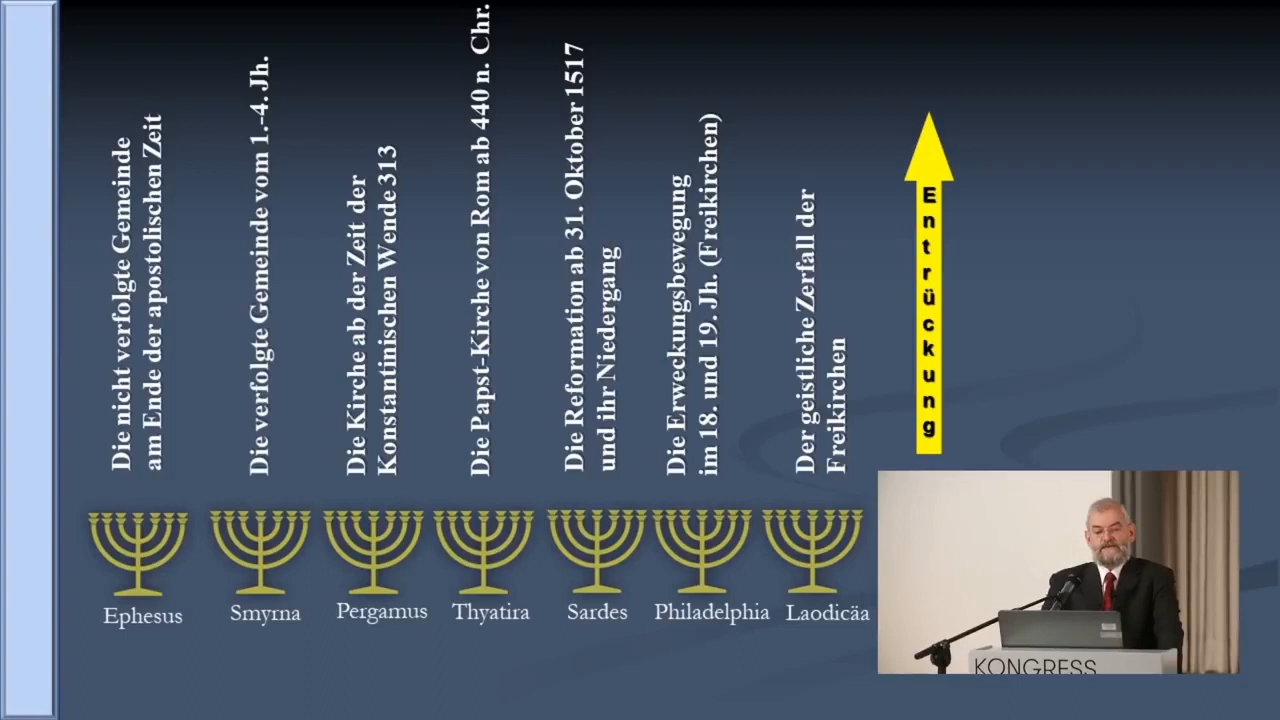 Die nicht verfolgte Gemeinde
am Ende der apostolischen Zeit
Die verfolgte Gemeinde vom 1.-4. Jh.
Die Kirche ab der Zeit der
Konstantinischen Wende 313
Die Papst-Kirche von Rom ab 440 n. Chr.
Die Reformation ab 31. Oktober 1517
und ihr Niedergang
Die Erweckungsbewegung
im 18. und 19. Jh. (Freikirchen)
Der geistliche Zerfall der
Freikirchen
Entrückung
Ephesus
Smyrna
Pergamus
Thyatira
Sardes
Philadelphia
Laodicäa
KONGRESS